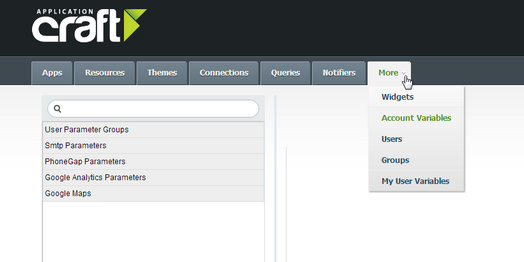 APPLICATION
craft
Apps Resources Themes Connections Queries Notifiers More
Widgets
Account Variables
Users
Groups
My User Variables
User Parameter Groups
Smtp Parameters
PhoneGap Parameters
Google Analytics Parameters
Google Maps